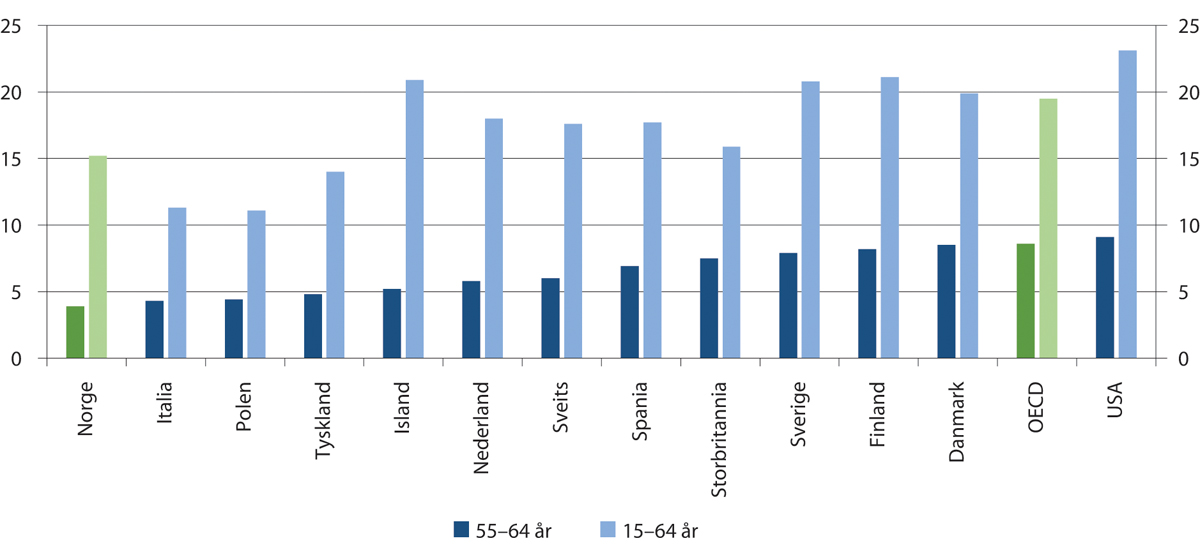 25 25
20 20
15 15
10 10
5 5
0 0
Norge
Italia
Polen
Tyskland
Island
Nederland
Sveits
Spania
Storbritannia
Sverige
Finland
Danmark
OECD
USA
55–64 år 15–64 år